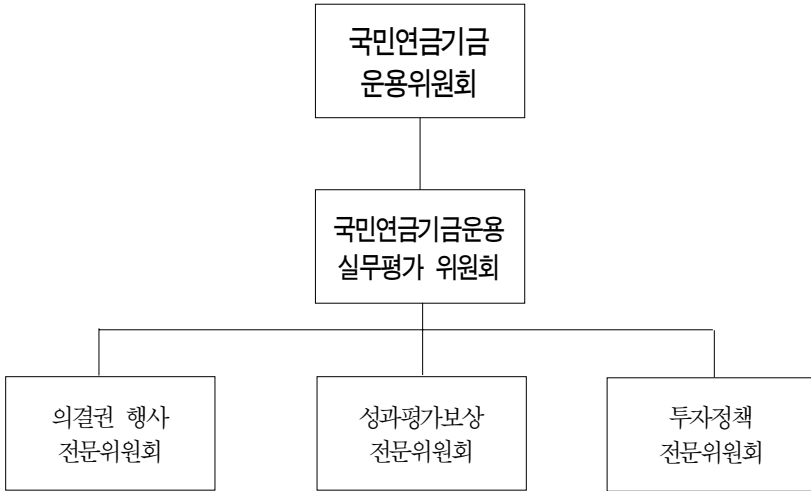 국민연금기금
운용위원회
국민연금기금운용
실무평가 위원회
의결권 행사
전문위원회
성과평가보상
전문위원회
투자정책
전문위원회